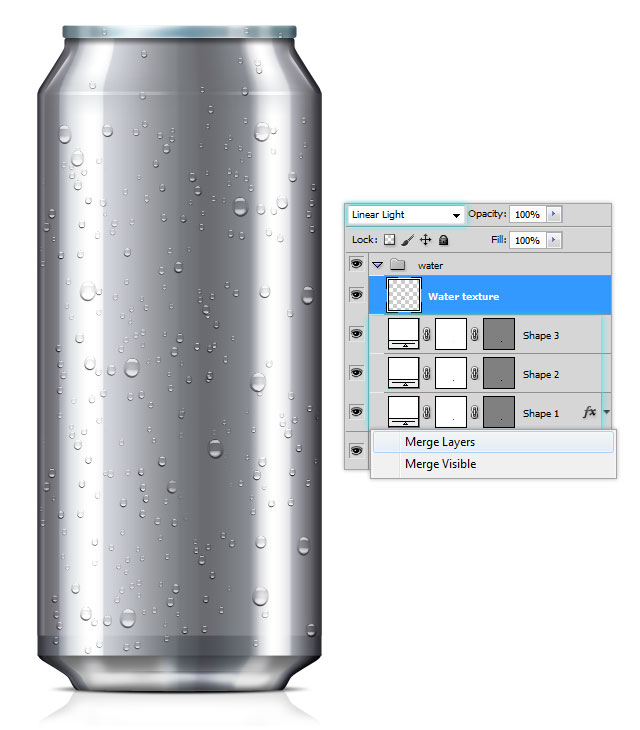 Linear Light Opacity: 100%
Lock: Fill: 100%
water
Water texture
Shape 3
Shape 2
Shape 1 fx
Merge Layers
Merge Visible